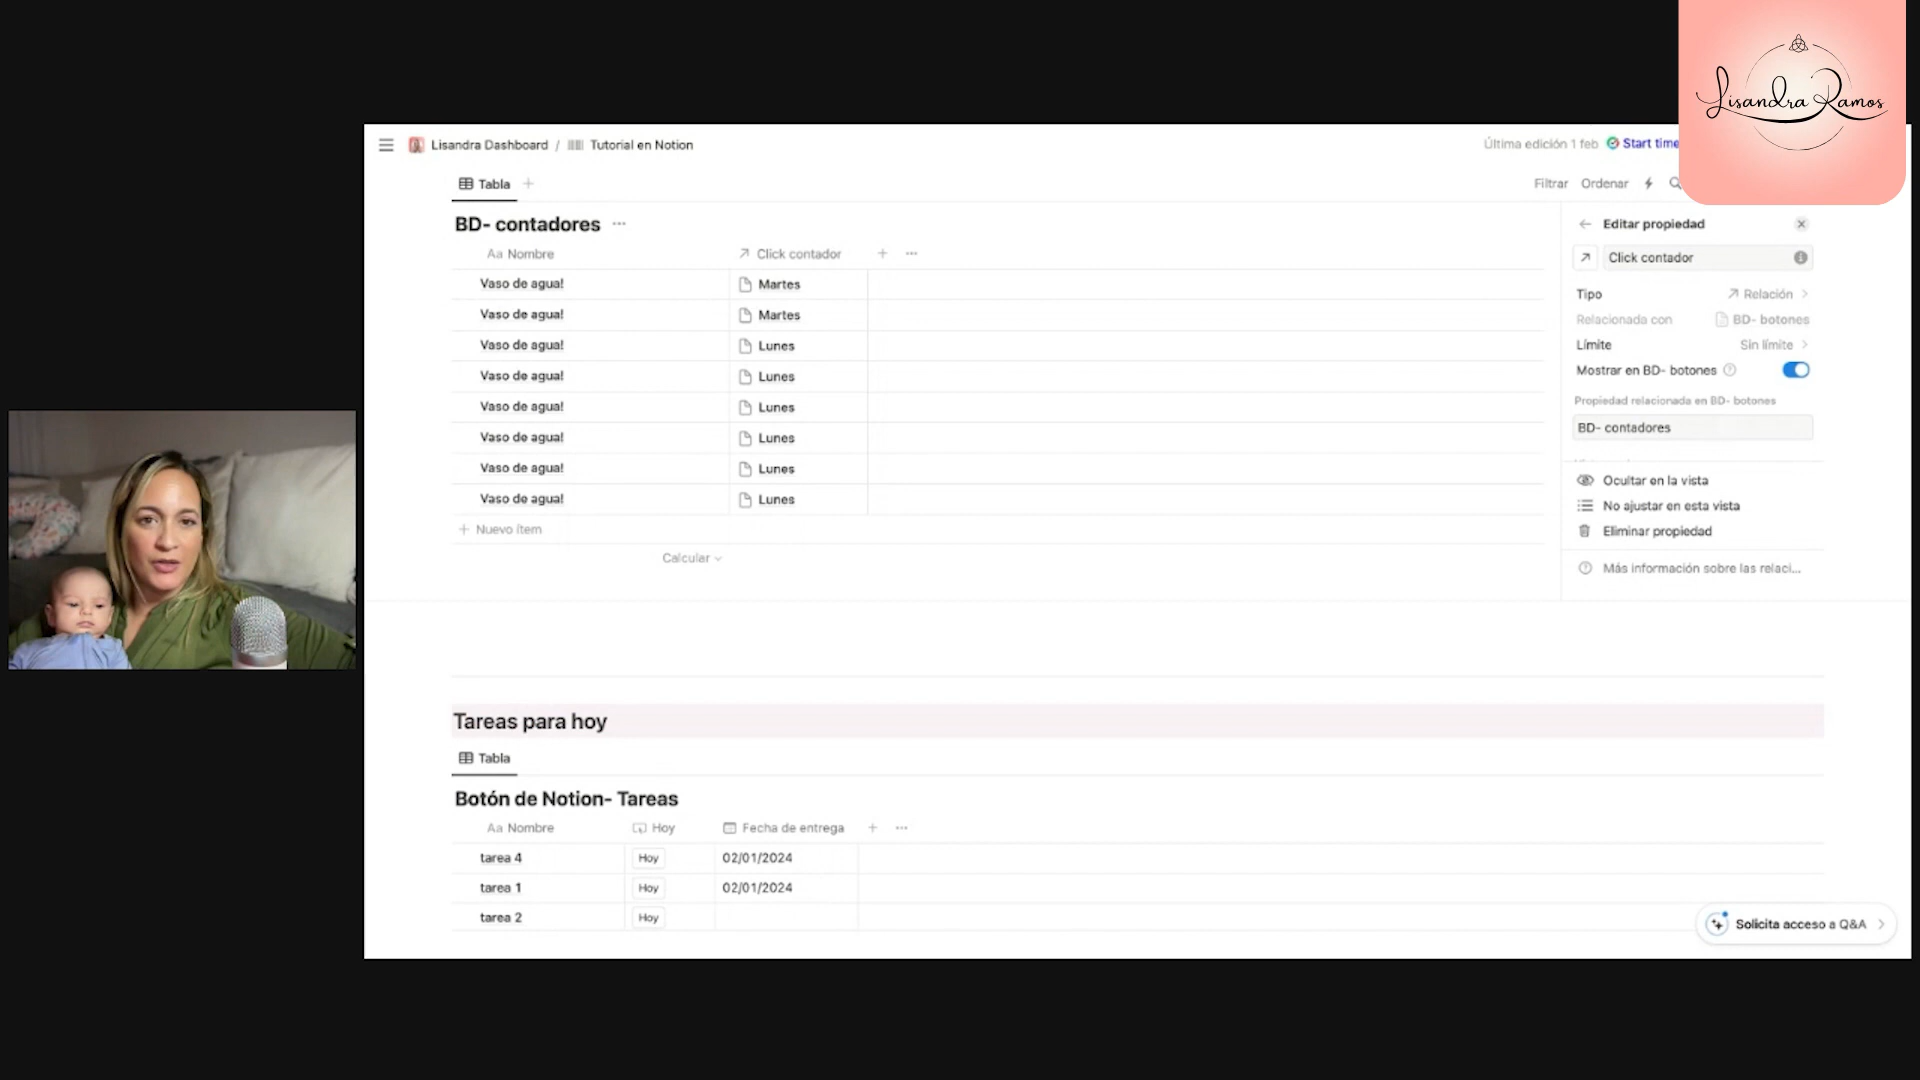 Lisandra Ramos
Lisandra Dashboard / Tutorial en Notion
Última edición 1 feb Start time
Tabla
Filtrar Ordenar
BD- contadores
Aa Nombre Click contador
Vaso de agua! Martes
Vaso de agua! Martes
Vaso de agua! Lunes
Vaso de agua! Lunes
Vaso de agua! Lunes
Vaso de agua! Lunes
Vaso de agua! Lunes
Vaso de agua! Lunes
+ Nuevo ítem
Calcular
Editar propiedad
Click contador
Tipo Relación
Relacionada con BD- botones
Límite Sin límite
Mostrar en BD- botones
Propiedad relacionada en BD- botones
BD- contadores
Ocultar en la vista
No ajustar en esta vista
Eliminar propiedad
Más información sobre las relaci...
Tareas para hoy
Tabla
Botón de Notion- Tareas
Aa Nombre Hoy Fecha de entrega
tarea 4 Hoy 02/01/2024
tarea 1 Hoy 02/01/2024
tarea 2 Hoy
Solicita acceso a Q&A